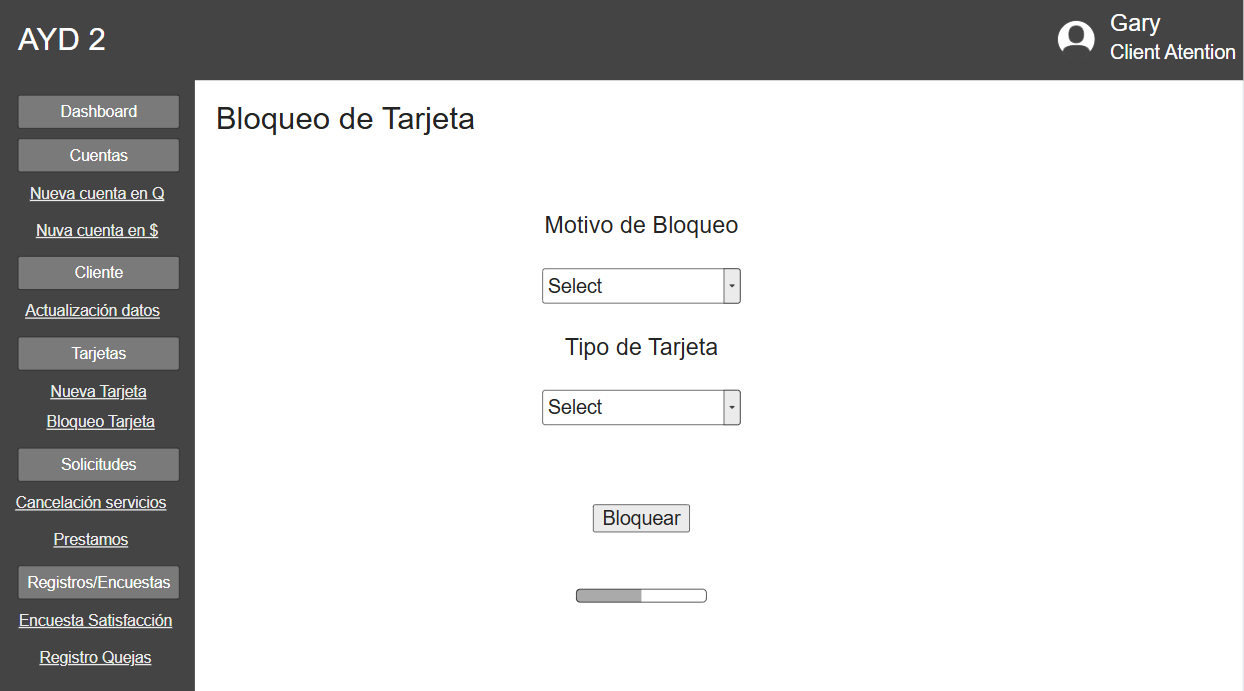 AYD 2
Gary
Client Atention
Dashboard
Cuentas
Nueva cuenta en Q
Nuva cuenta en $
Cliente
Actualización datos
Tarjetas
Nueva Tarjeta
Bloqueo Tarjeta
Solicitudes
Cancelación servicios
Prestamos
Registros/Encuestas
Encuesta Satisfacción
Registro Quejas
Bloqueo de Tarjeta
Motivo de Bloqueo
Select
Tipo de Tarjeta
Select
Bloquear